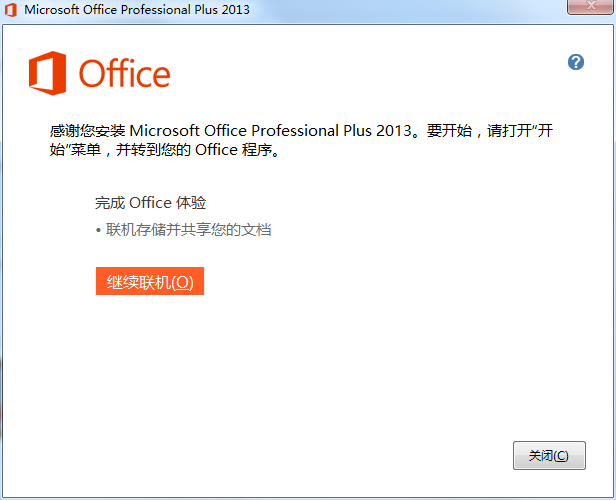 Microsoft Office Professional Plus 2013
Office
?
感谢您安装 Microsoft Office Professional Plus 2013。要开始，请打开“开
始”菜单，并转到您的 Office 程序。
完成 Office 体验
• 联机存储并共享您的文档
继续联机(O)
关闭(C)